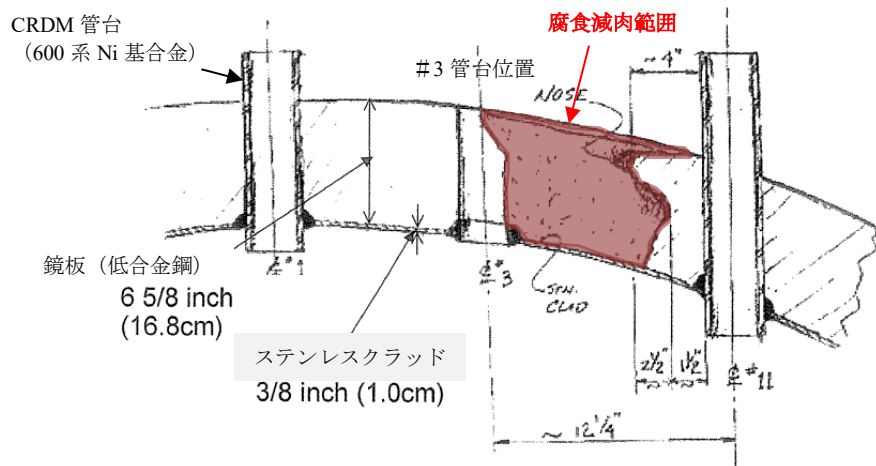 CRDM 管台
（600 系 Ni 基合金）
腐食減肉範囲
＃3 管台位置
~4"
NOSE
鏡板（低合金鋼）
6 5/8 inch
(16.8cm)
℄#1
℄#3
STN.
CLAD
ステンレスクラッド
3/8 inch (1.0cm)
2½" 1½"
℄#11
~ 12¼"